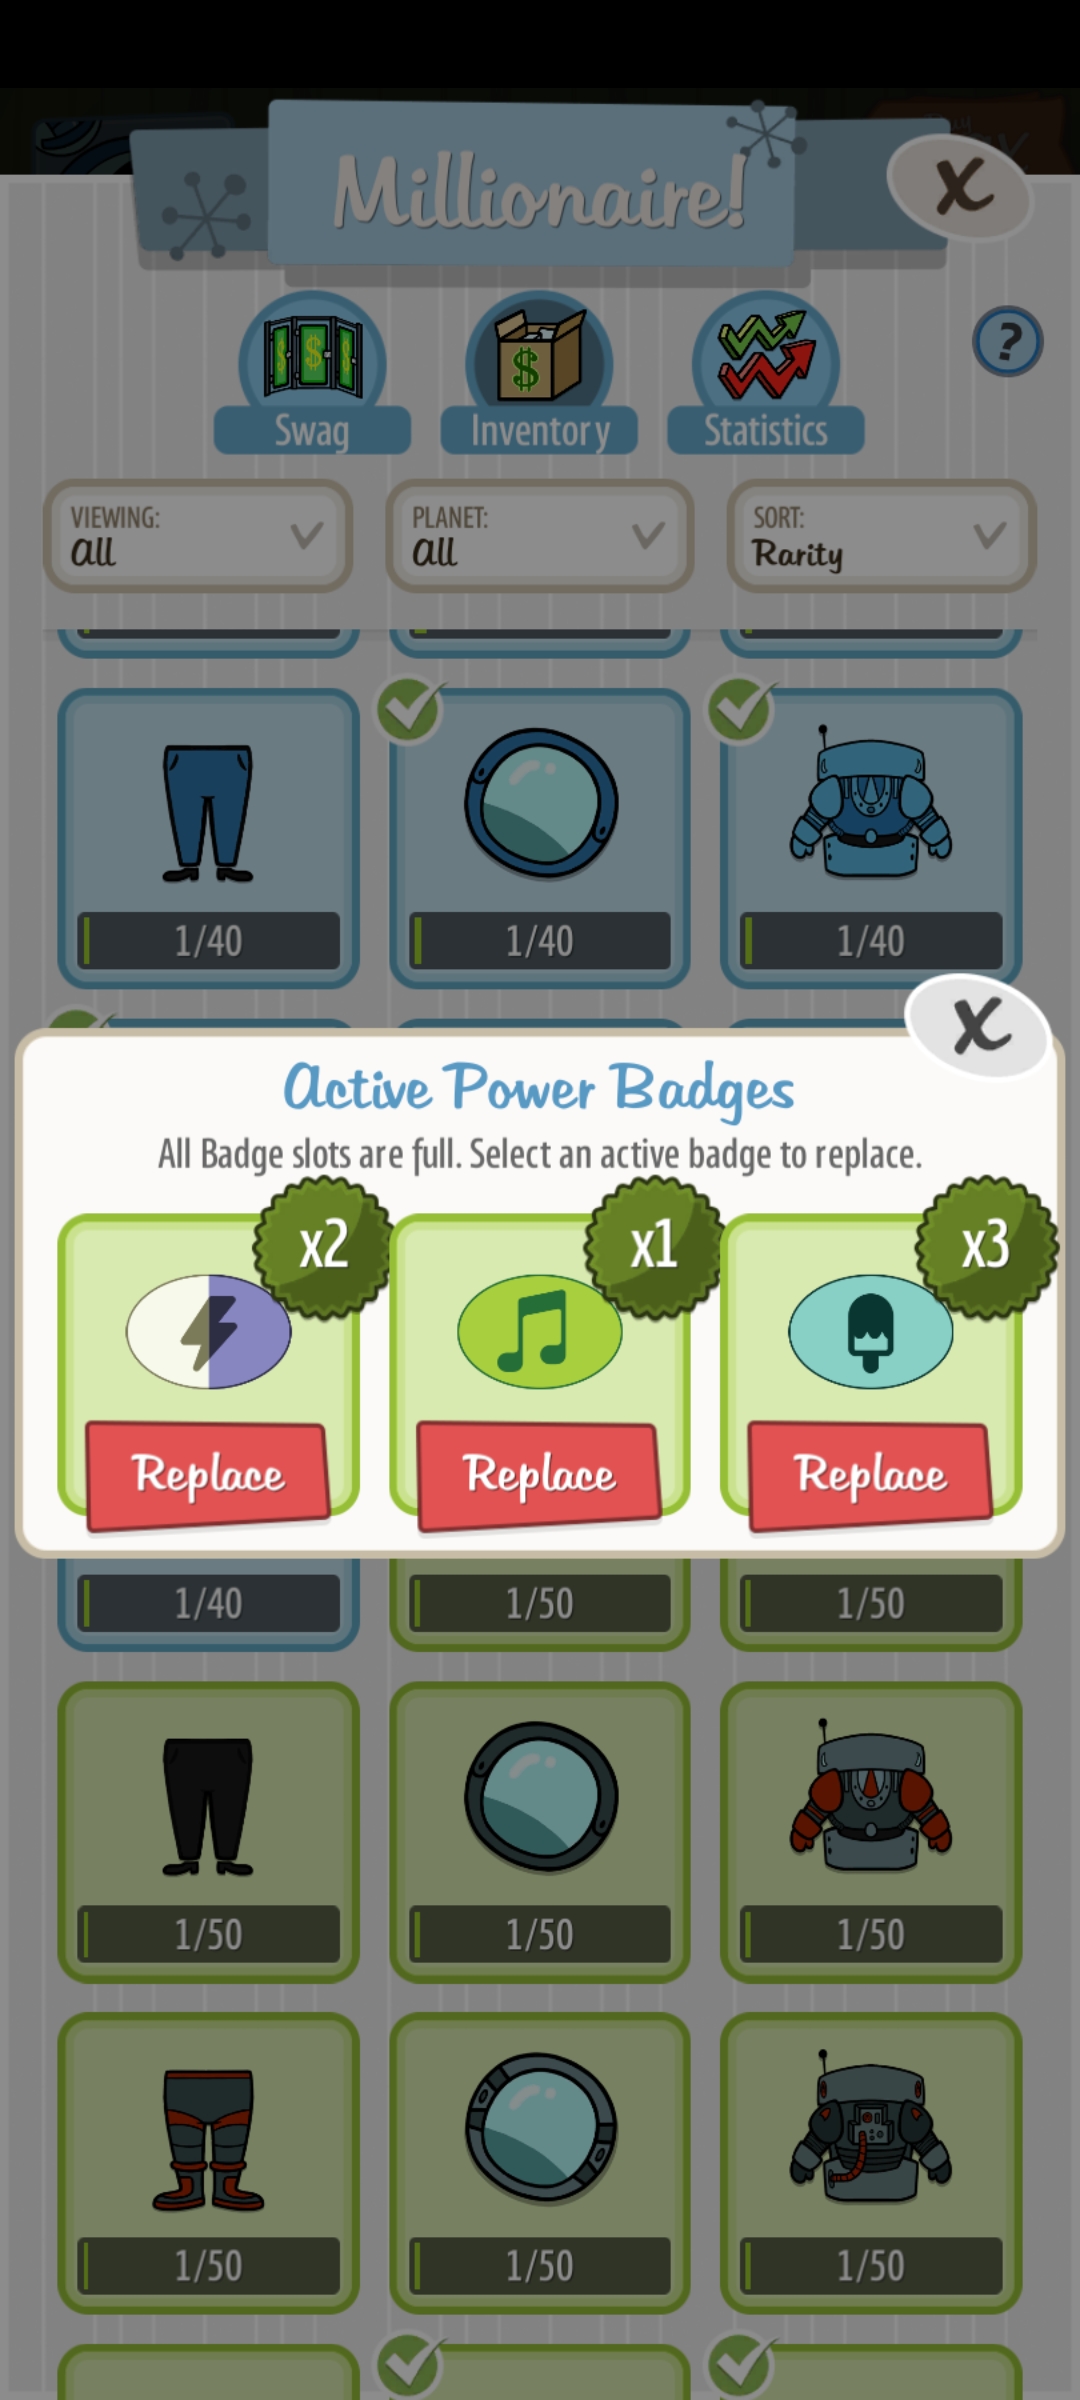 Millionaire!
X
Swag
Inventory
Statistics
?
VIEWING:
All
PLANET:
All
SORT:
Rarity
1/40
1/40
1/40
X
Active Power Badges
All Badge slots are full. Select an active badge to replace.
x2
x1
x3
Replace
Replace
Replace
1/40
1/50
1/50
1/50
1/50
1/50
1/50
1/50
1/50